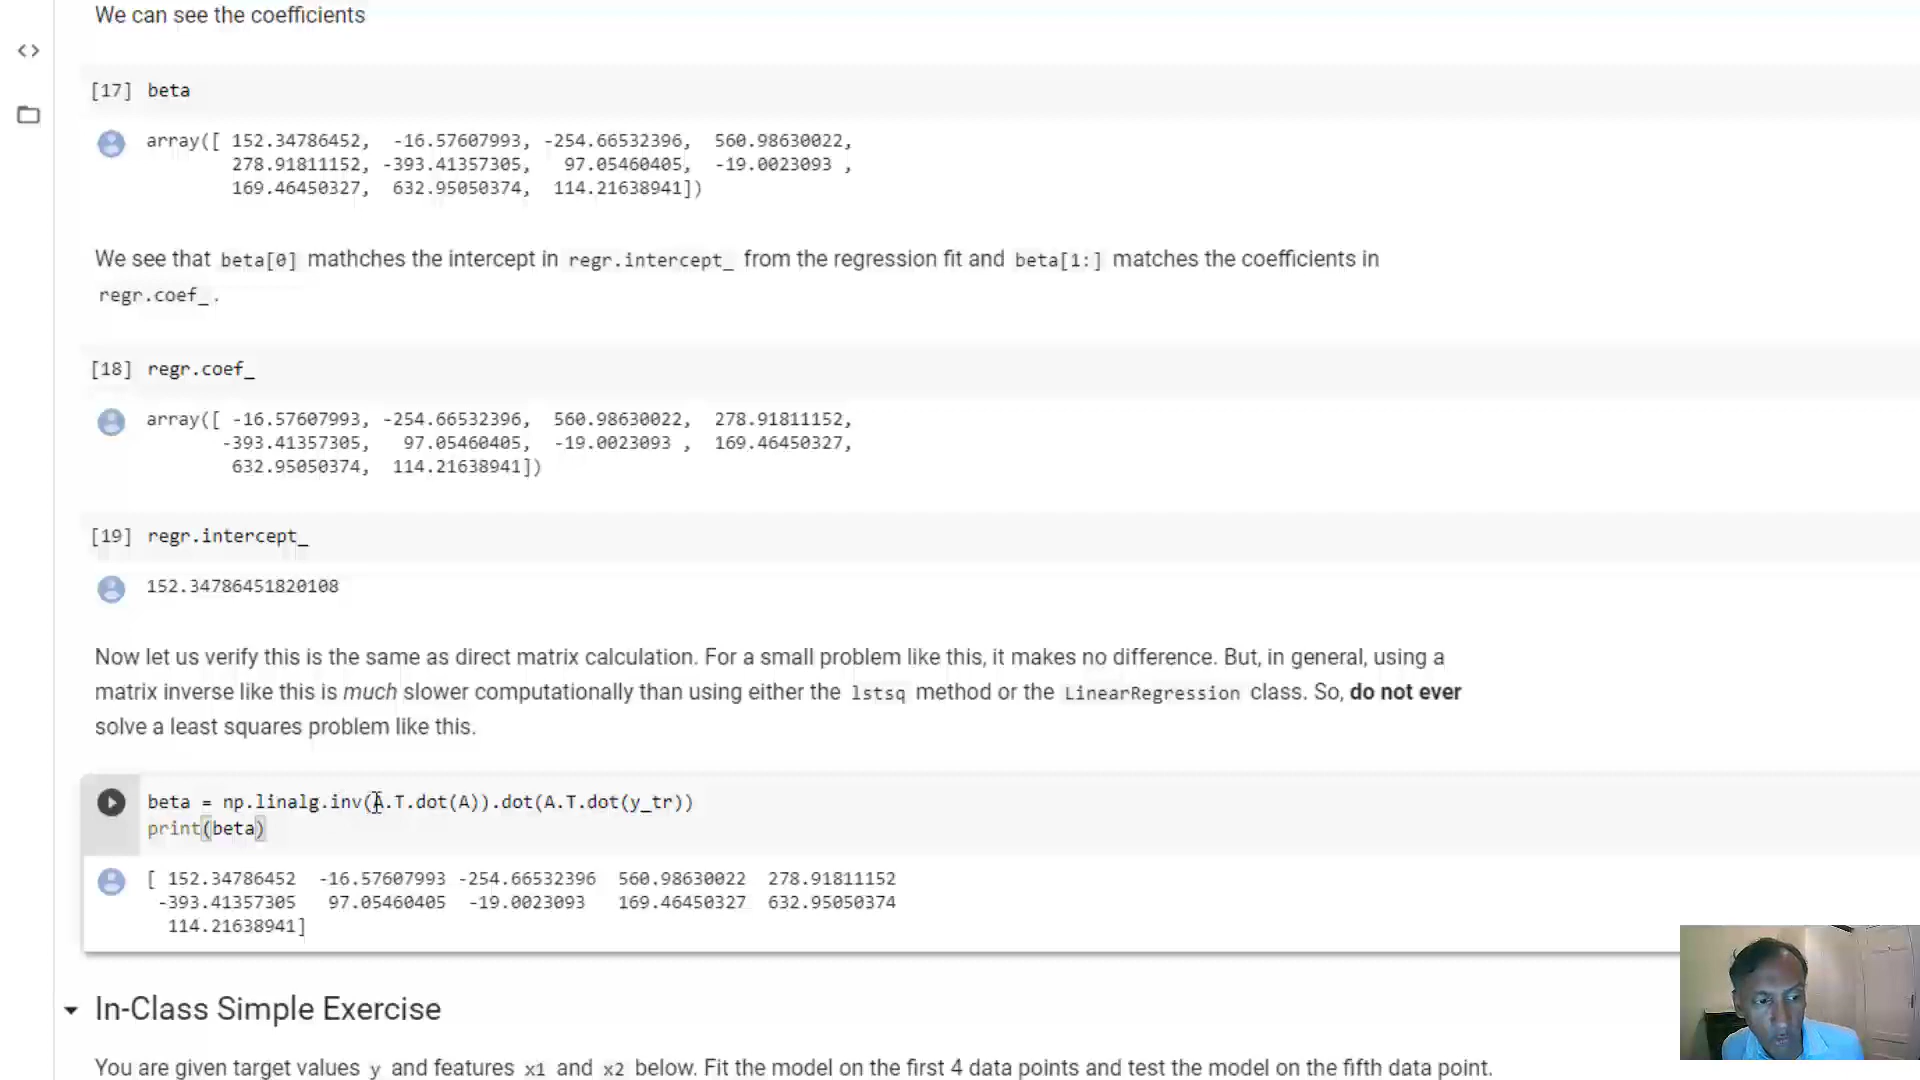 We can see the coefficients
[17] beta
array([ 152.34786452, -16.57607993, -254.66532396, 560.98630022,
278.91811152, -393.41357305, 97.05460405, -19.0023093 ,
169.46450327, 632.95050374, 114.21638941])
We see that beta[0] mathches the intercept in regr.intercept_ from the regression fit and beta[1:] matches the coefficients in
regr.coef_ .
[18] regr.coef_
array([ -16.57607993, -254.66532396, 560.98630022, 278.91811152,
-393.41357305, 97.05460405, -19.0023093 , 169.46450327,
632.95050374, 114.21638941])
[19] regr.intercept_
152.34786451820108
Now let us verify this is the same as direct matrix calculation. For a small problem like this, it makes no difference. But, in general, using a
matrix inverse like this is much slower computationally than using either the lstsq method or the LinearRegression class. So, do not ever
solve a least squares problem like this.
beta = np.linalg.inv(A.T.dot(A)).dot(A.T.dot(y_tr))
print(beta)
[ 152.34786452 -16.57607993 -254.66532396 560.98630022 278.91811152
-393.41357305 97.05460405 -19.0023093 169.46450327 632.95050374
114.21638941]
In-Class Simple Exercise
You are given target values y and features x1 and x2 below. Fit the model on the first 4 data points and test the model on the fifth data point.